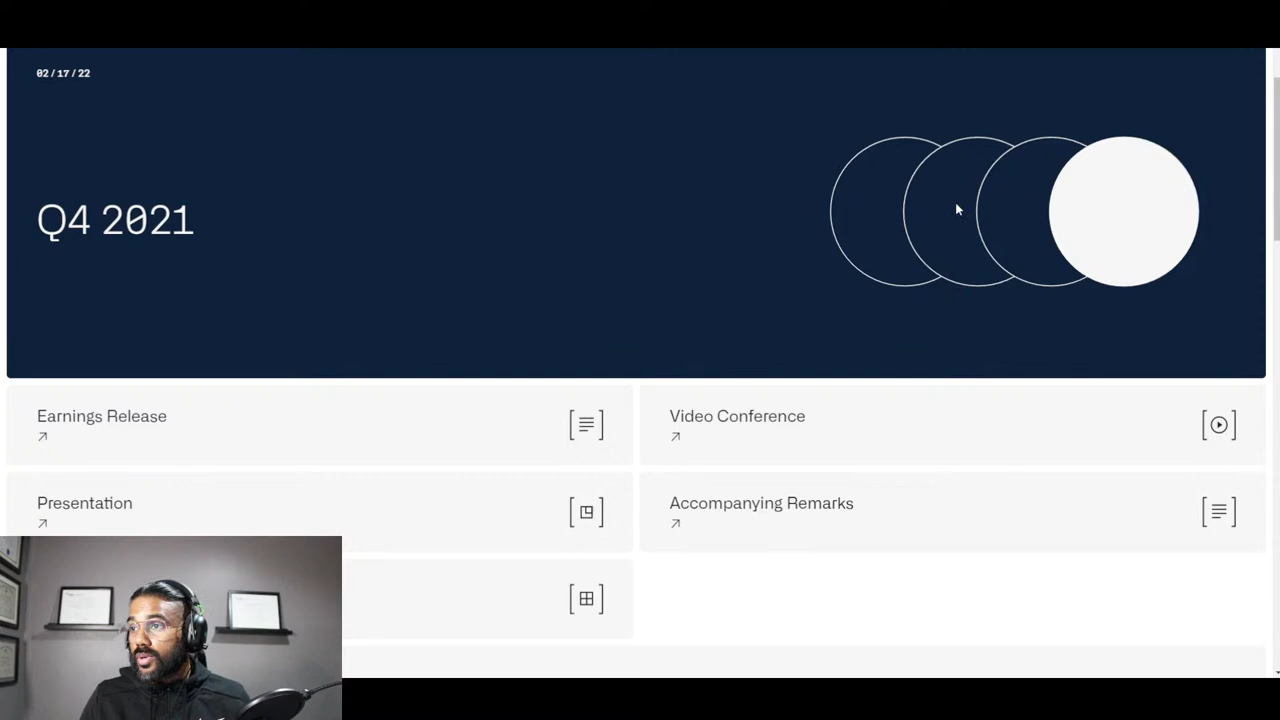 02 / 17 / 22
Q4 2021
Earnings Release
Video Conference
Presentation
Accompanying Remarks